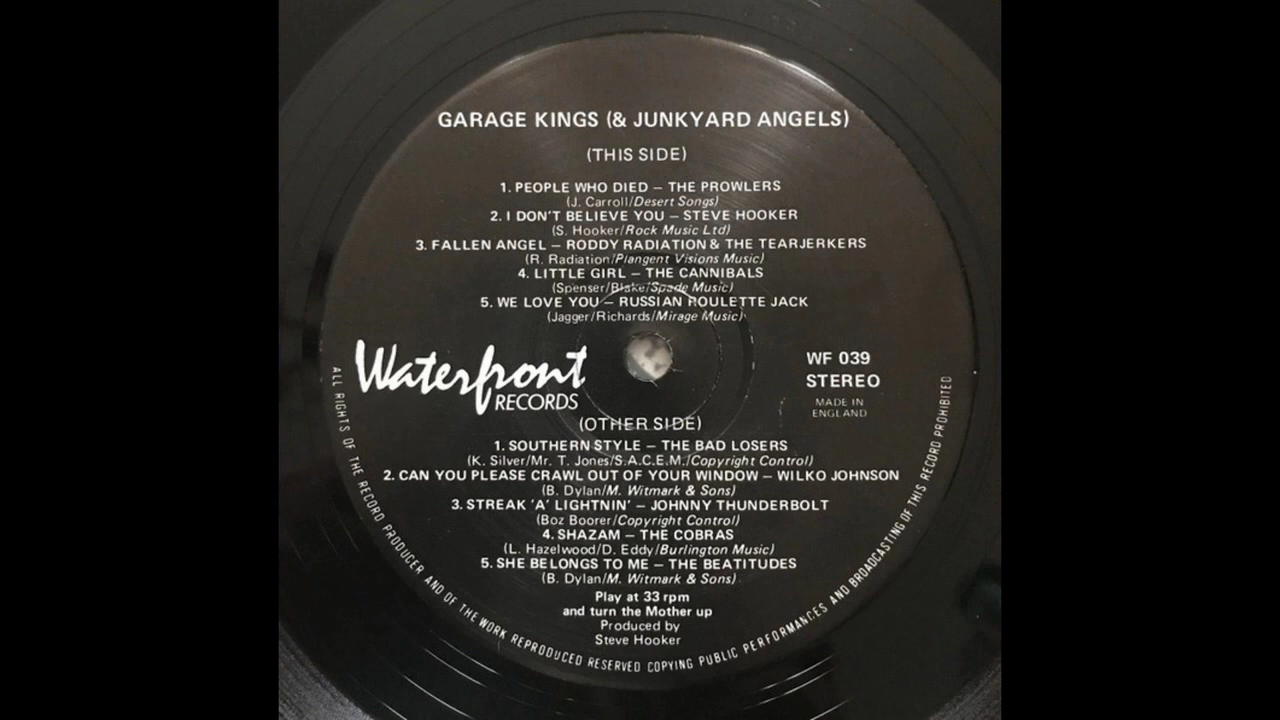 GARAGE KINGS (& JUNKYARD ANGELS)
(THIS SIDE)
1. PEOPLE WHO DIED – THE PROWLERS
(J. Carroll/Desert Songs)
2. I DON'T BELIEVE YOU – STEVE HOOKER
(S. Hooker/Rock Music Ltd)
3. FALLEN ANGEL – RODDY RADIATION & THE TEARJERKERS
(R. Radiation/Plangent Visions Music)
4. LITTLE GIRL – THE CANNIBALS
(Spenser/Blake/Spade Music)
5. WE LOVE YOU – RUSSIAN ROULETTE JACK
(Jagger/Richards/Mirage Music)
Waterfront
RECORDS
WF 039
STEREO
MADE IN
ENGLAND
(OTHER SIDE)
1. SOUTHERN STYLE – THE BAD LOSERS
(K. Silver/Mr. T. Jones/S.A.C.E.M./Copyright Control)
2. CAN YOU PLEASE CRAWL OUT OF YOUR WINDOW – WILKO JOHNSON
(B. Dylan/M. Witmark & Sons)
3. STREAK 'A' LIGHTNIN' – JOHNNY THUNDERBOLT
(Boz Boorer/Copyright Control)
4. SHAZAM – THE COBRAS
(L. Hazelwood/D. Eddy/Burlington Music)
5. SHE BELONGS TO ME – THE BEATITUDES
(B. Dylan/M. Witmark & Sons)
Play at 33 rpm
and turn the Mother up
Produced by
Steve Hooker
ALL RIGHTS OF THE RECORD PRODUCER AND OF THE WORK REPRODUCED RESERVED COPYING PUBLIC PERFORMANCES AND BROADCASTING OF THIS RECORD PROHIBITED